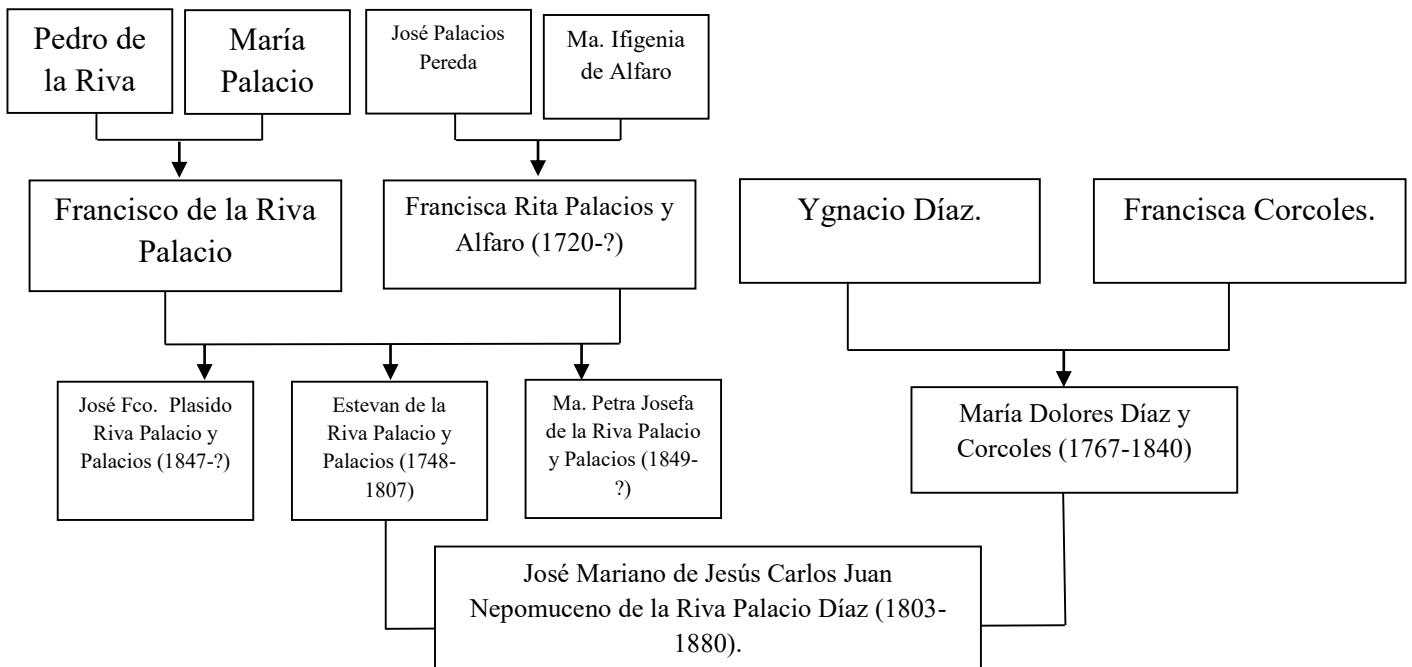 Pedro de
la Riva
María
Palacio
José Palacios
Pereda
Ma. Ifigenia
de Alfaro
Francisco de la Riva
Palacio
Francisca Rita Palacios y
Alfaro (1720-?)
Ygnacio Díaz.
Francisca Corcoles.
José Fco.  Plasido
Riva Palacio y
Palacios (1847-?)
Estevan de la
Riva Palacio y
Palacios (1748-
1807)
Ma. Petra Josefa
de la Riva Palacio
y Palacios (1849-
?)
María Dolores Díaz y
Corcoles (1767-1840)
José Mariano de Jesús Carlos Juan
Nepomuceno de la Riva Palacio Díaz (1803-
1880).